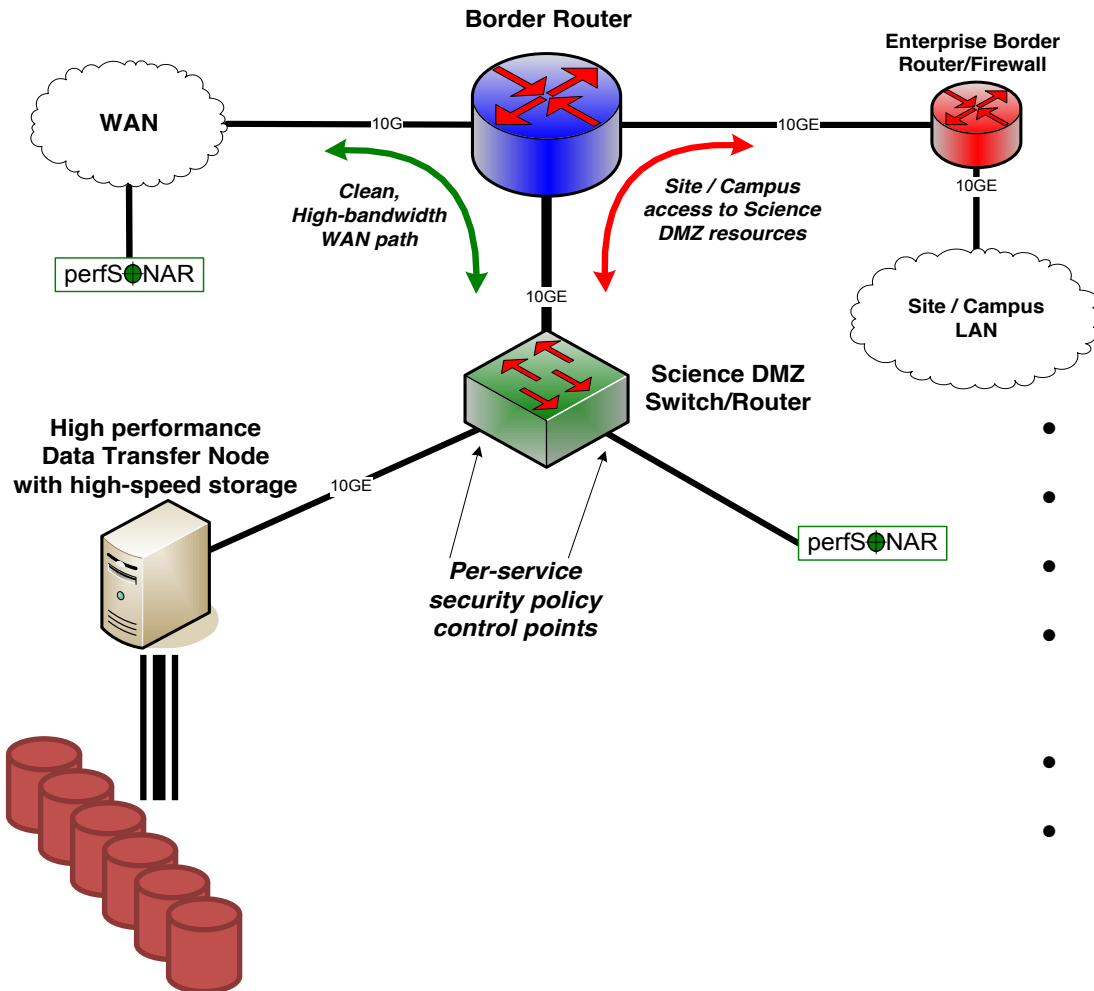 Border Router
Enterprise Border
Router/Firewall
WAN
10G
10GE
10GE
Clean,
High-bandwidth
WAN path
Site / Campus
access to Science
DMZ resources
perfSONAR
10GE
Site / Campus
LAN
Science DMZ
Switch/Router
High performance
Data Transfer Node
with high-speed storage
10GE
perfSONAR
Per-service
security policy
control points